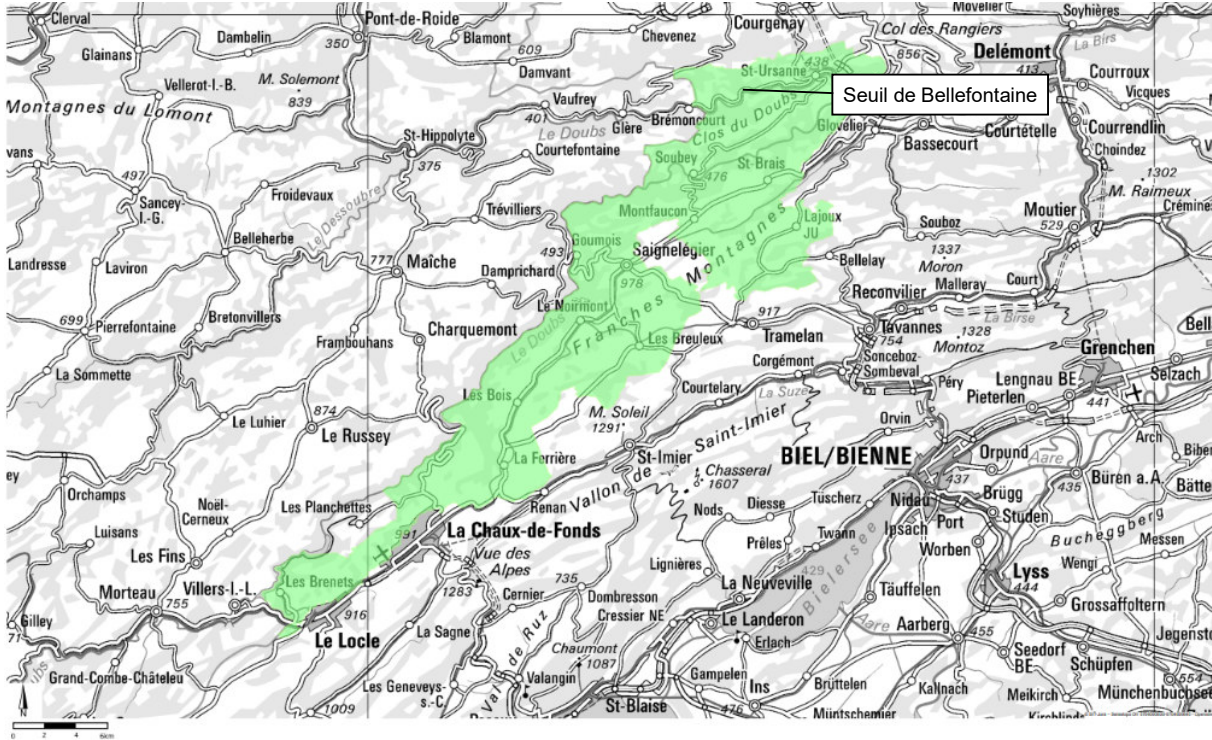 Clerval
Pont-de-Roide
Courgenay
Movelier
Soyhières
Glainans
Dambelin
350
Blamont
609
Chevenez
Col des Rangiers
856
Delémont
La Birs
Vellerot-l.-B.
M. Solemont
839
Damvant
St-Ursanne
438
413
Courroux
Vicques
Montagnes du Lomont
Vaufrey
401
Glère
Brémoncourt
Seuil de Bellefontaine
Clos du Doubs
Glovelier
Courtételle
Courrendlin
Le Doubs
St-Hippolyte
375
Courtefontaine
Bassecourt
Choindez
vans
497
Sancey-
l.-G.
Froidevaux
Le Dessoubre
Soubey
476
St-Brais
1302
M. Raimeux
Trévilliers
Montfaucon
Lajoux
JU
Souboz
Moutier
529
Crémines
Belleherbe
Goumois
493
Saignelégier
978
Bellelay
1337
Moron
Landresse
Laviron
777
Maîche
Damprichard
Montagnes
Malleray
Court
Le Noirmont
Reconvilier
La Birse
699
Pierrefontaine
Bretonvillers
Charquemont
Le Doubs
Franches
917
Tramelan
Tavannes
754
1328
Montoz
Bell
Frambouhans
Les Breuleux
Corgémont
Sonceboz-
Sombeval
Grenchen
La Sommette
Les Bois
Courtelary
La Suze
Péry
Lengnau BE
Selzach
Pieterlen
441
Le Luhier
874
Le Russey
M. Soleil
1291
Saint-Imier
Orvin
Arch
ey
La Ferrière
St-Imier
BIEL/BIENNE
Orpund
Aare
Biber
Orchamps
Les Planchettes
Renan
Vallon de
Chasseral
1607
437
435
Büren a.A.
Bätte
Noël-
Cerneux
Nods
Diesse
Tüscherz
Nidau
Brügg
Luisans
991
La Chaux-de-Fonds
Ipsach
Port
Studen
Bucheggberg
Les Fins
Vue des
Alpes
Prêles
Twann
Worben
Messen
Les Brenets
1283
735
Lignières
429
Bielersee
Wengi
Villers-l.-L.
Cernier
Dombresson
La Neuveville
Lyss
444
Morteau
755
916
Cressier NE
Täuffelen
Grossaffoltern
Gilley
Le Locle
La Sagne
Val de Ruz
Le Landeron
Aare
Aarberg
71
Chaumont
1087
Erlach
455
Jegenst
Seedorf
BE
Schüpfen
Grand-Combe-Châteleu
Valangin
Gampelen
Brüttelen
554
Les Geneveys-
s.-C.
Ins
Kallnach
Münchenbuchsee
N
1009
St-Blaise
476
Müntschemier
Meikirch
0 2 4 6km